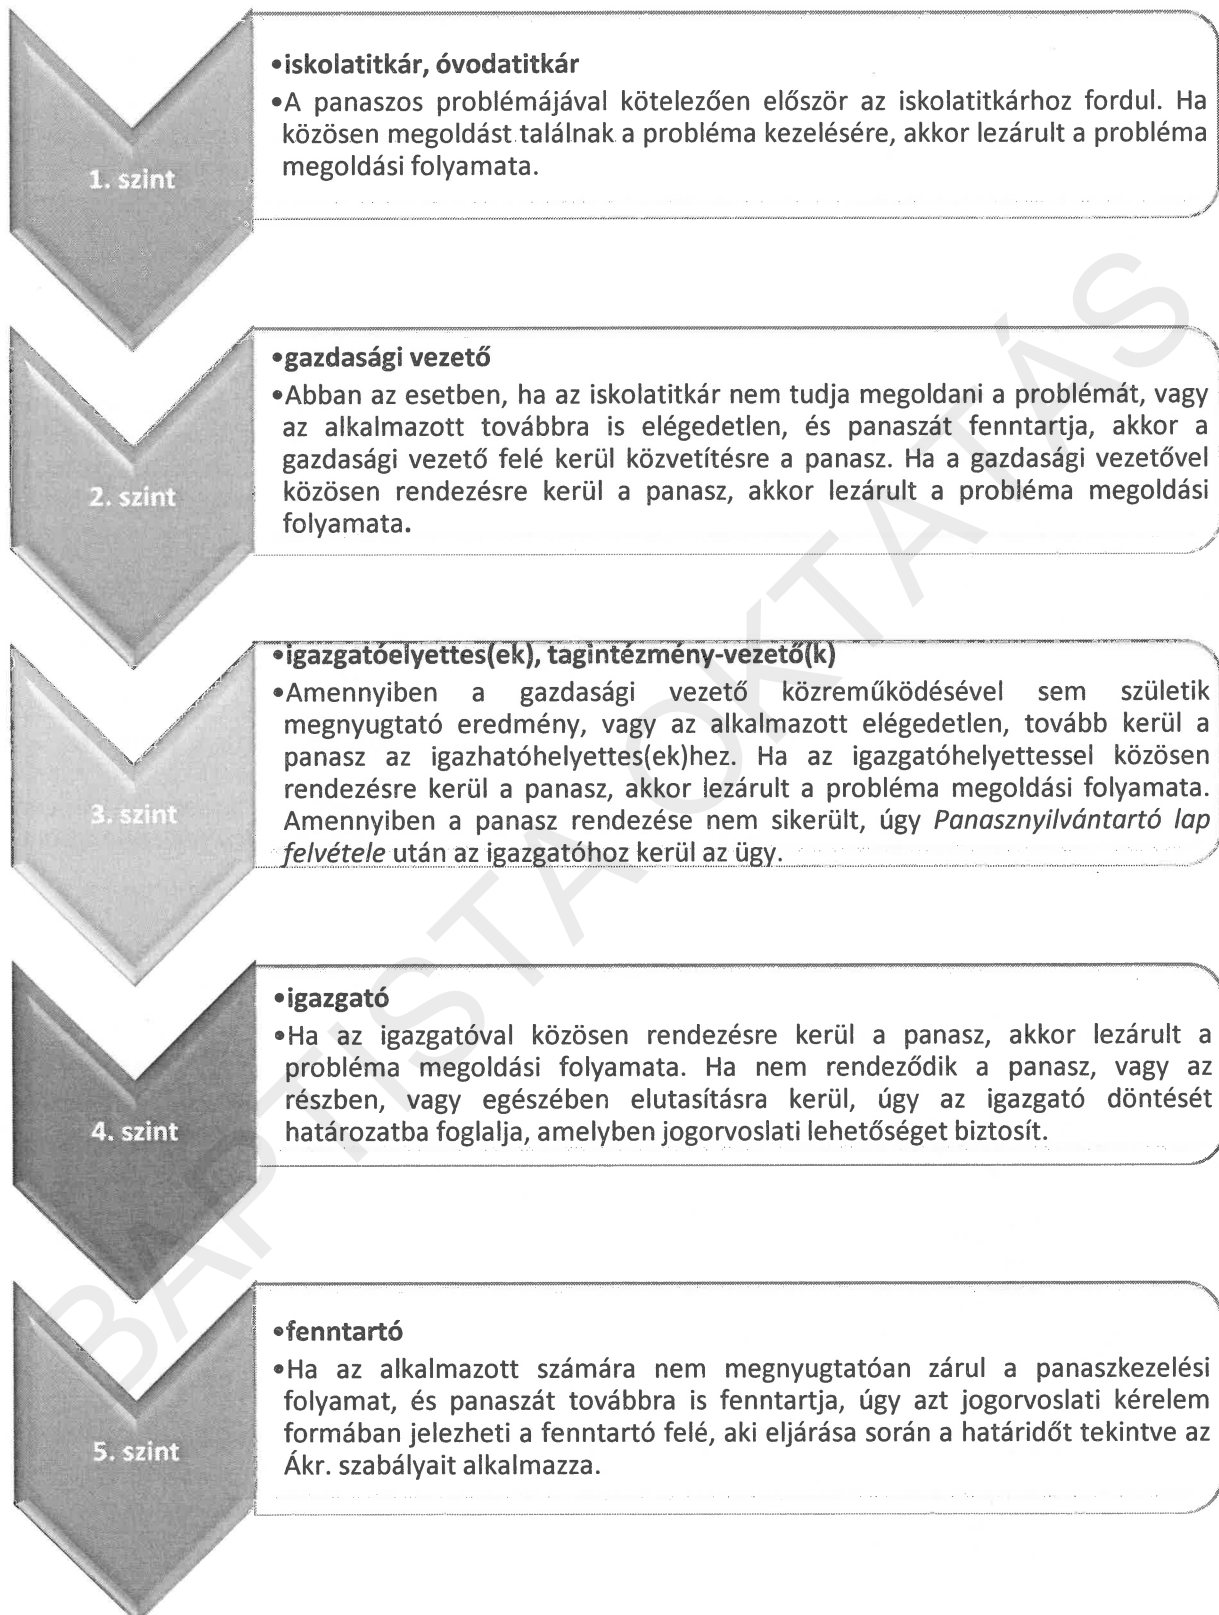 •iskolatitkár, óvodatitkár
•A panaszos problémájával kötelezően először az iskolatitkárhoz fordul. Ha
közösen megoldást találnak a probléma kezelésére, akkor lezárult a probléma
megoldási folyamata.
1. szint
•gazdasági vezető
•Abban az esetben, ha az iskolatitkár nem tudja megoldani a problémát, vagy
az alkalmazott továbbra is elégedetlen, és panaszát fenntartja, akkor a
gazdasági vezető felé kerül közvetítésre a panasz. Ha a gazdasági vezetővel
közösen rendezésre kerül a panasz, akkor lezárult a probléma megoldási
folyamata.
2. szint
•igazgatóelyettes(ek), tagintézmény-vezető(k)
•Amennyiben a gazdasági vezető közreműködésével sem születik
megnyugtató eredmény, vagy az alkalmazott elégedetlen, tovább kerül a
panasz az igazhatóhelyettes(ek)hez. Ha az igazgatóhelyettessel közösen
rendezésre kerül a panasz, akkor lezárult a probléma megoldási folyamata.
Amennyiben a panasz rendezése nem sikerült, úgy Panasznyilvántartó lap
felvétele után az igazgatóhoz kerül az ügy.
3. szint
•igazgató
•Ha az igazgatóval közösen rendezésre kerül a panasz, akkor lezárult a
probléma megoldási folyamata. Ha nem rendeződik a panasz, vagy az
részben, vagy egészében elutasításra kerül, úgy az igazgató döntését
határozatba foglalja, amelyben jogorvoslati lehetőséget biztosít.
4. szint
•fenntartó
•Ha az alkalmazott számára nem megnyugtatóan zárul a panaszkezelési
folyamat, és panaszát továbbra is fenntartja, úgy azt jogorvoslati kérelem
formában jelezheti a fenntartó felé, aki eljárása során a határidőt tekintve az
Ákr. szabályait alkalmazza.
5. szint
BAPTISTA OKTATÁS